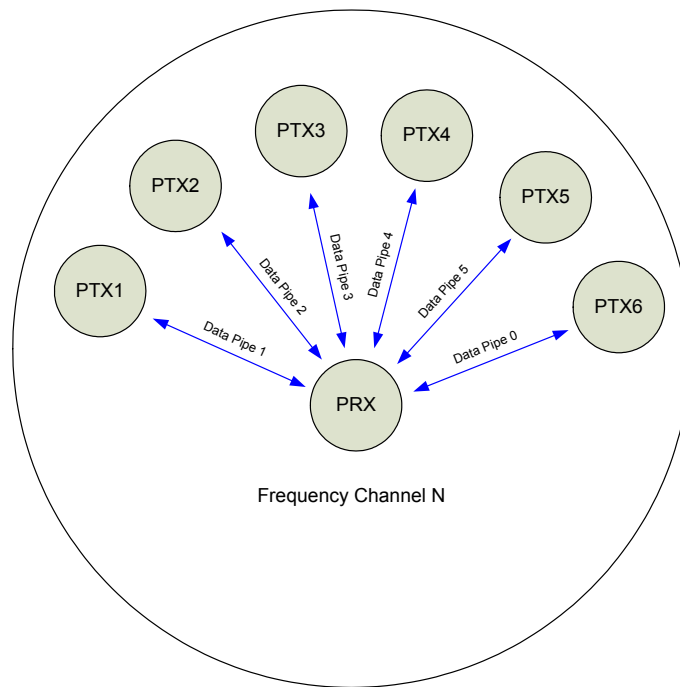 PTX3
PTX4
PTX2
PTX5
PTX1
PTX6
Data Pipe 1
Data Pipe 2
Data Pipe 3
Data Pipe 4
Data Pipe 5
Data Pipe 0
PRX
Frequency Channel N